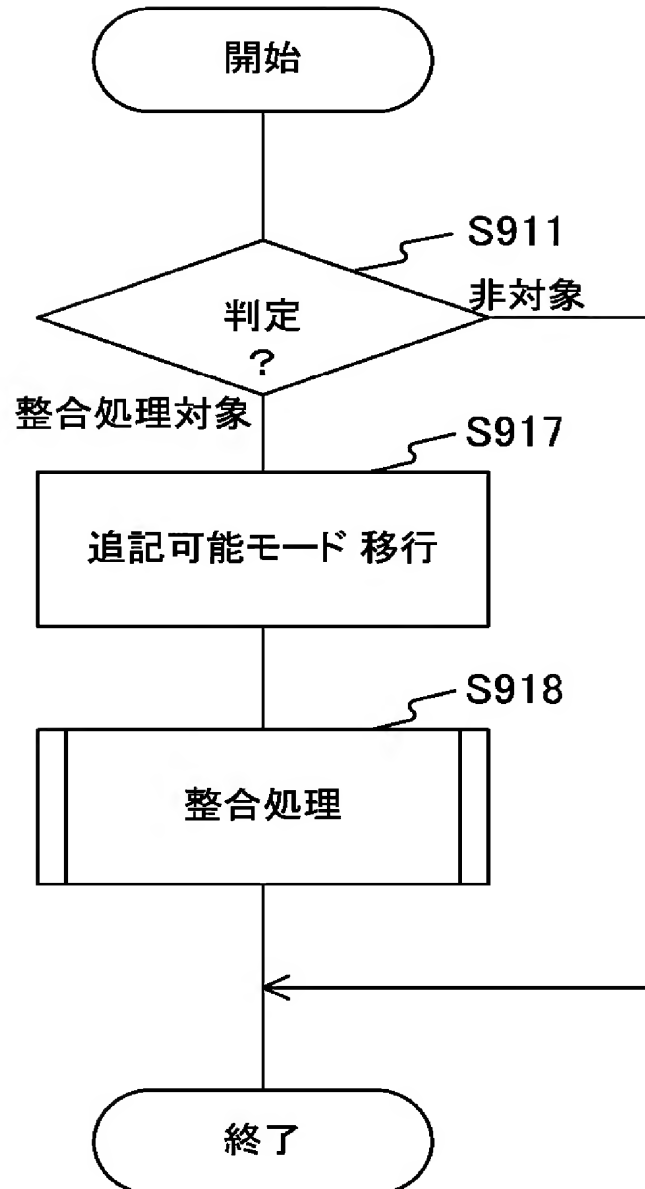 開始
S911
非対象
判定
?
整合処理対象
S917
追記可能モード 移行
S918
整合処理
終了